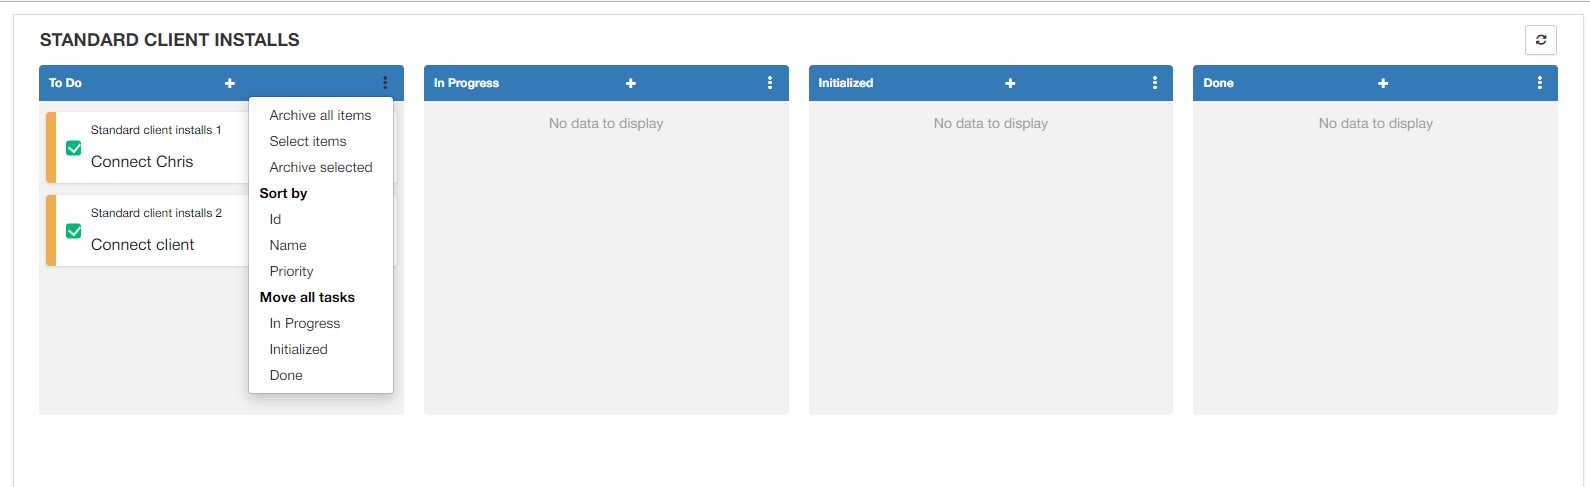 STANDARD CLIENT INSTALLS
To Do
In Progress
Initialized
Done
Standard client installs 1
Connect Chris
Standard client installs 2
Connect client
Archive all items
Select items
Archive selected
Sort by
Id
Name
Priority
Move all tasks
In Progress
Initialized
Done
No data to display
No data to display
No data to display